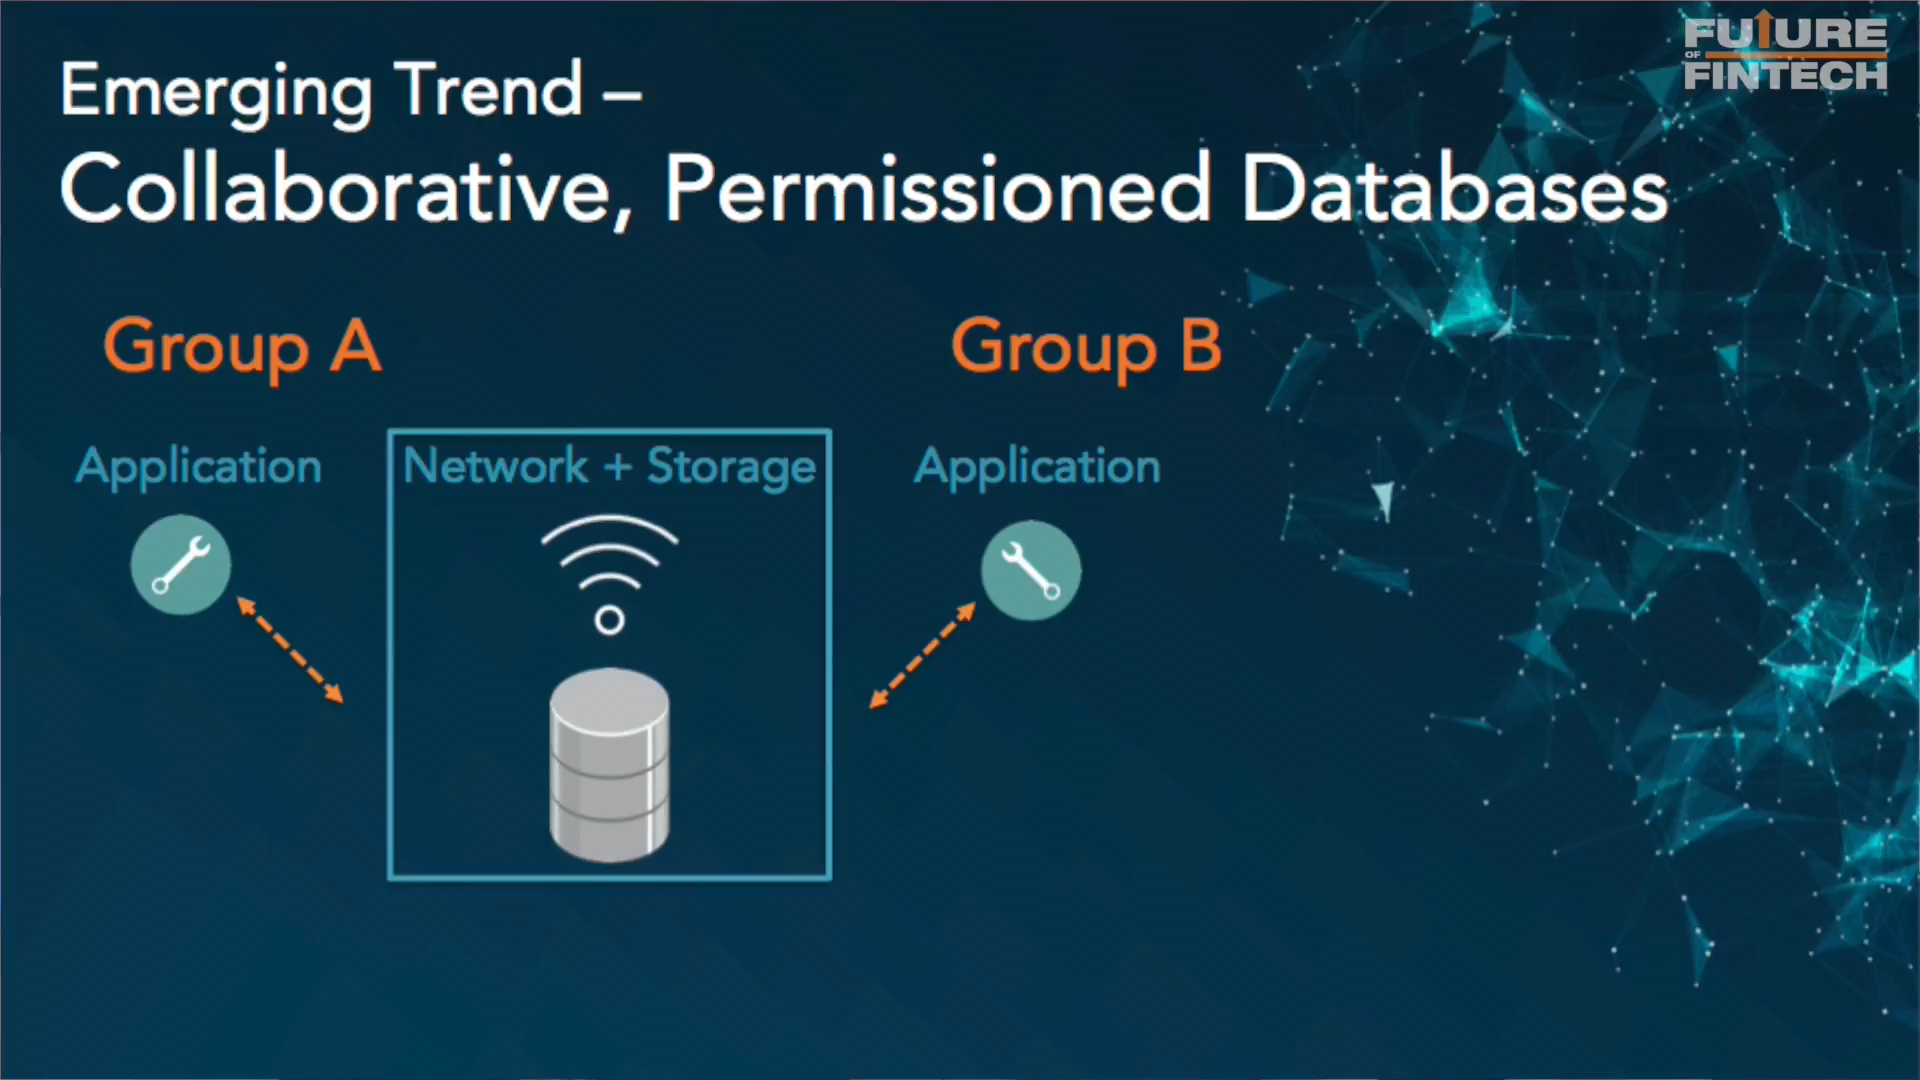 FUTURE
OF
FINTECH
Emerging Trend –
Collaborative, Permissioned Databases
Group A
Group B
Application
Network + Storage
Application